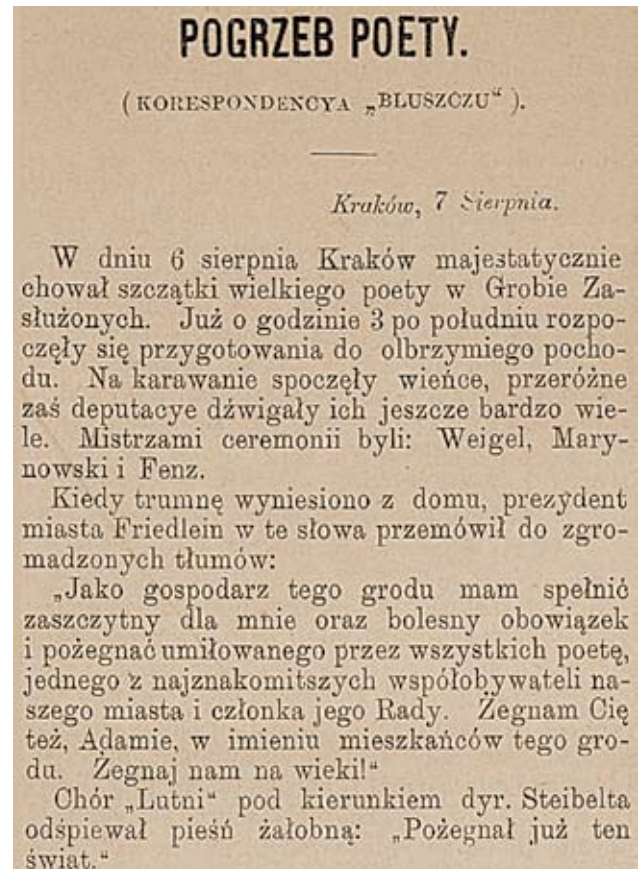 POGRZEB POETY.
(KORESPONDENCYA „BLUSZCZU“).
Kraków, 7 Sierpnia.
W dniu 6 sierpnia Kraków majestatycznie
chował szczątki wielkiego poety w Grobie Za-
służonych. Już o godzinie 3 po południu rozpo-
częły się przygotowania do olbrzymiego pocho-
du. Na karawanie spoczęły wieńce, przeróżne
zaś deputacye dźwigały ich jeszcze bardzo wie-
le. Mistrzami ceremonii byli: Weigel, Mary-
nowski i Fenz.
Kiedy trumnę wyniesiono z domu, prezydent
miasta Friedlein w te słowa przemówił do zgro-
madzonych tłumów:
„Jako gospodarz tego grodu mam spełnić
zaszczytny dla mnie oraz bolesny obowiązek
i pożegnać umiłowanego przez wszystkich poetę,
jednego z najznakomitszych współobywateli na-
szego miasta i członka jego Rady. Żegnam Cię
też, Adamie, w imieniu mieszkańców tego gro-
du. Żegnaj nam na wieki!“
Chór „Lutni“ pod kierunkiem dyr. Steibelta
odśpiewał pieśń żałobną: „Pożegnał już ten
świat.“